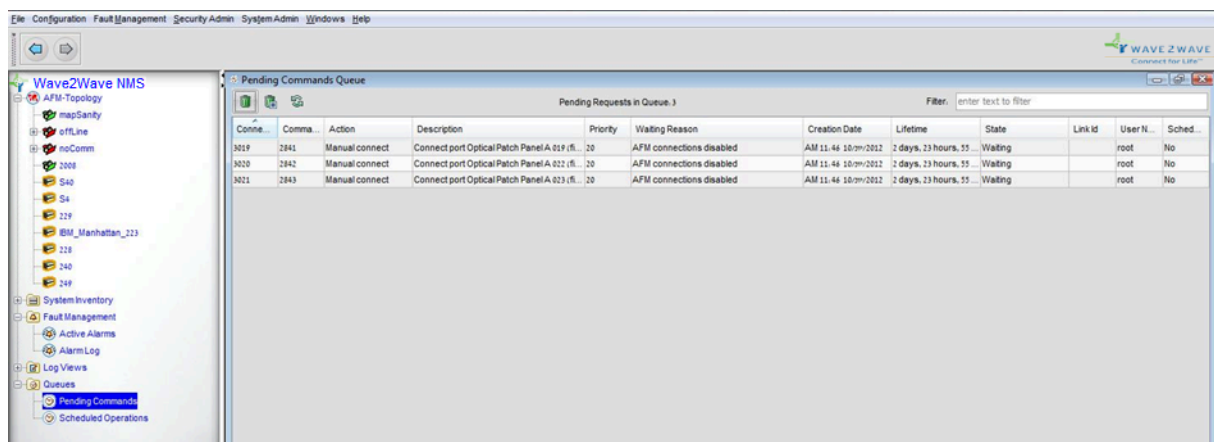 File Configuration Fault Management Security Admin System Admin Windows Help
WAVE2WAVE
Connect for Life™
Wave2Wave NMS
AFM-Topology
mapSanity
offLine
noComm
2008
S40
S4
229
IBM_Manhattan_223
228
240
249
System Inventory
Fault Management
Active Alarms
Alarm Log
Log Views
Queues
Pending Commands
Scheduled Operations
Pending Commands Queue
Pending Requests in Queue: 3 Filter: enter text to filter
Conne... Comma... Action Description Priority Waiting Reason Creation Date Lifetime State Link Id User N... Sched...
3019 2841 Manual connect Connect port Optical Patch Panel A 019 (fi... 20 AFM connections disabled AM 11:46 2012 2 days, 23 hours, 55 ... Waiting root No
3020 2842 Manual connect Connect port Optical Patch Panel A 022 (fi... 20 AFM connections disabled AM 11:46 2012 2 days, 23 hours, 55 ... Waiting root No
3021 2843 Manual connect Connect port Optical Patch Panel A 023 (fi... 20 AFM connections disabled AM 11:46 2012 2 days, 23 hours, 55 ... Waiting root No